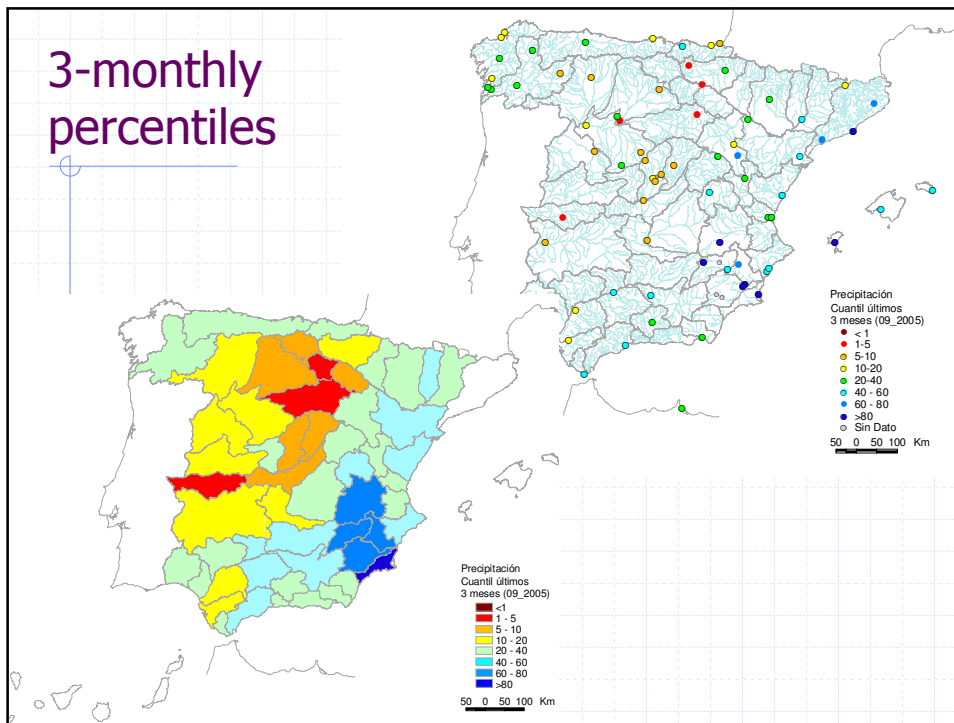 3-monthly
percentiles
Precipitación
Cuantil últimos
3 meses (09_2005)
< 1
1-5
5-10
10-20
20-40
40 - 60
60 - 80
>80
Sin Dato
50 0 50 100 Km
Precipitación
Cuantil últimos
3 meses (09_2005)
<1
1 - 5
5 - 10
10 - 20
20 - 40
40 - 60
60 - 80
>80
50 0 50 100 Km